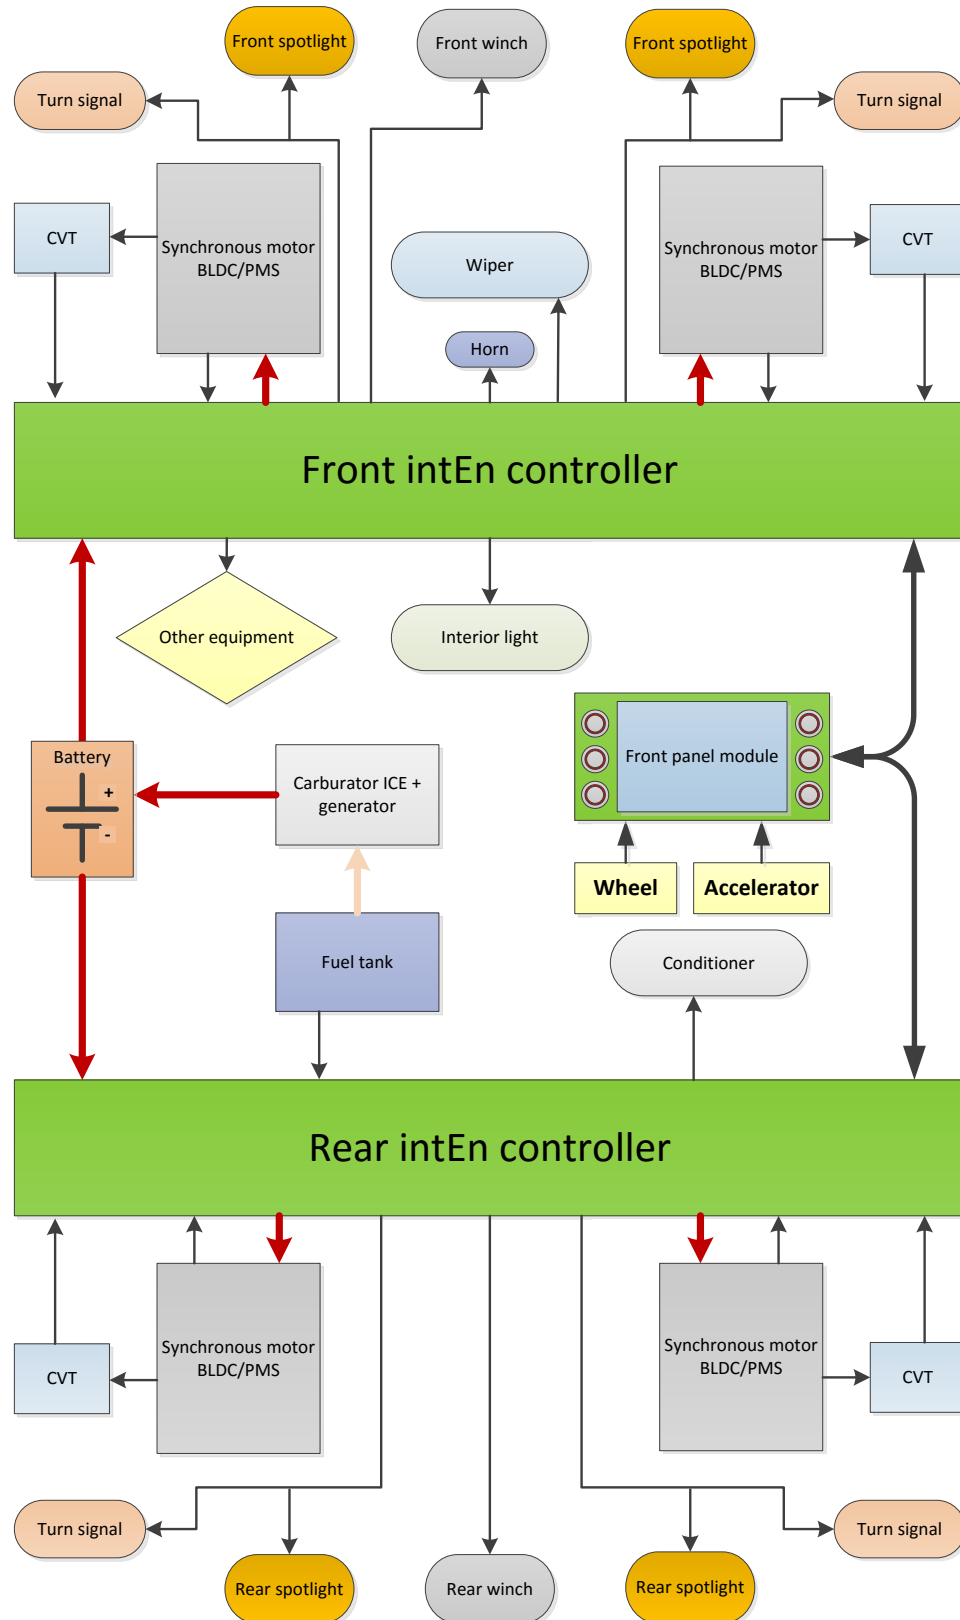 Front spotlight
Front winch
Front spotlight
Turn signal
Turn signal
CVT
Synchronous motor
BLDC/PMS
Wiper
Synchronous motor
BLDC/PMS
CVT
Horn
Front intEn controller
Other equipment
Interior light
Battery
+
-
Carburator ICE +
generator
Front panel module
Wheel
Accelerator
Fuel tank
Conditioner
Rear intEn controller
Synchronous motor
BLDC/PMS
Synchronous motor
BLDC/PMS
CVT
CVT
Turn signal
Turn signal
Rear spotlight
Rear winch
Rear spotlight